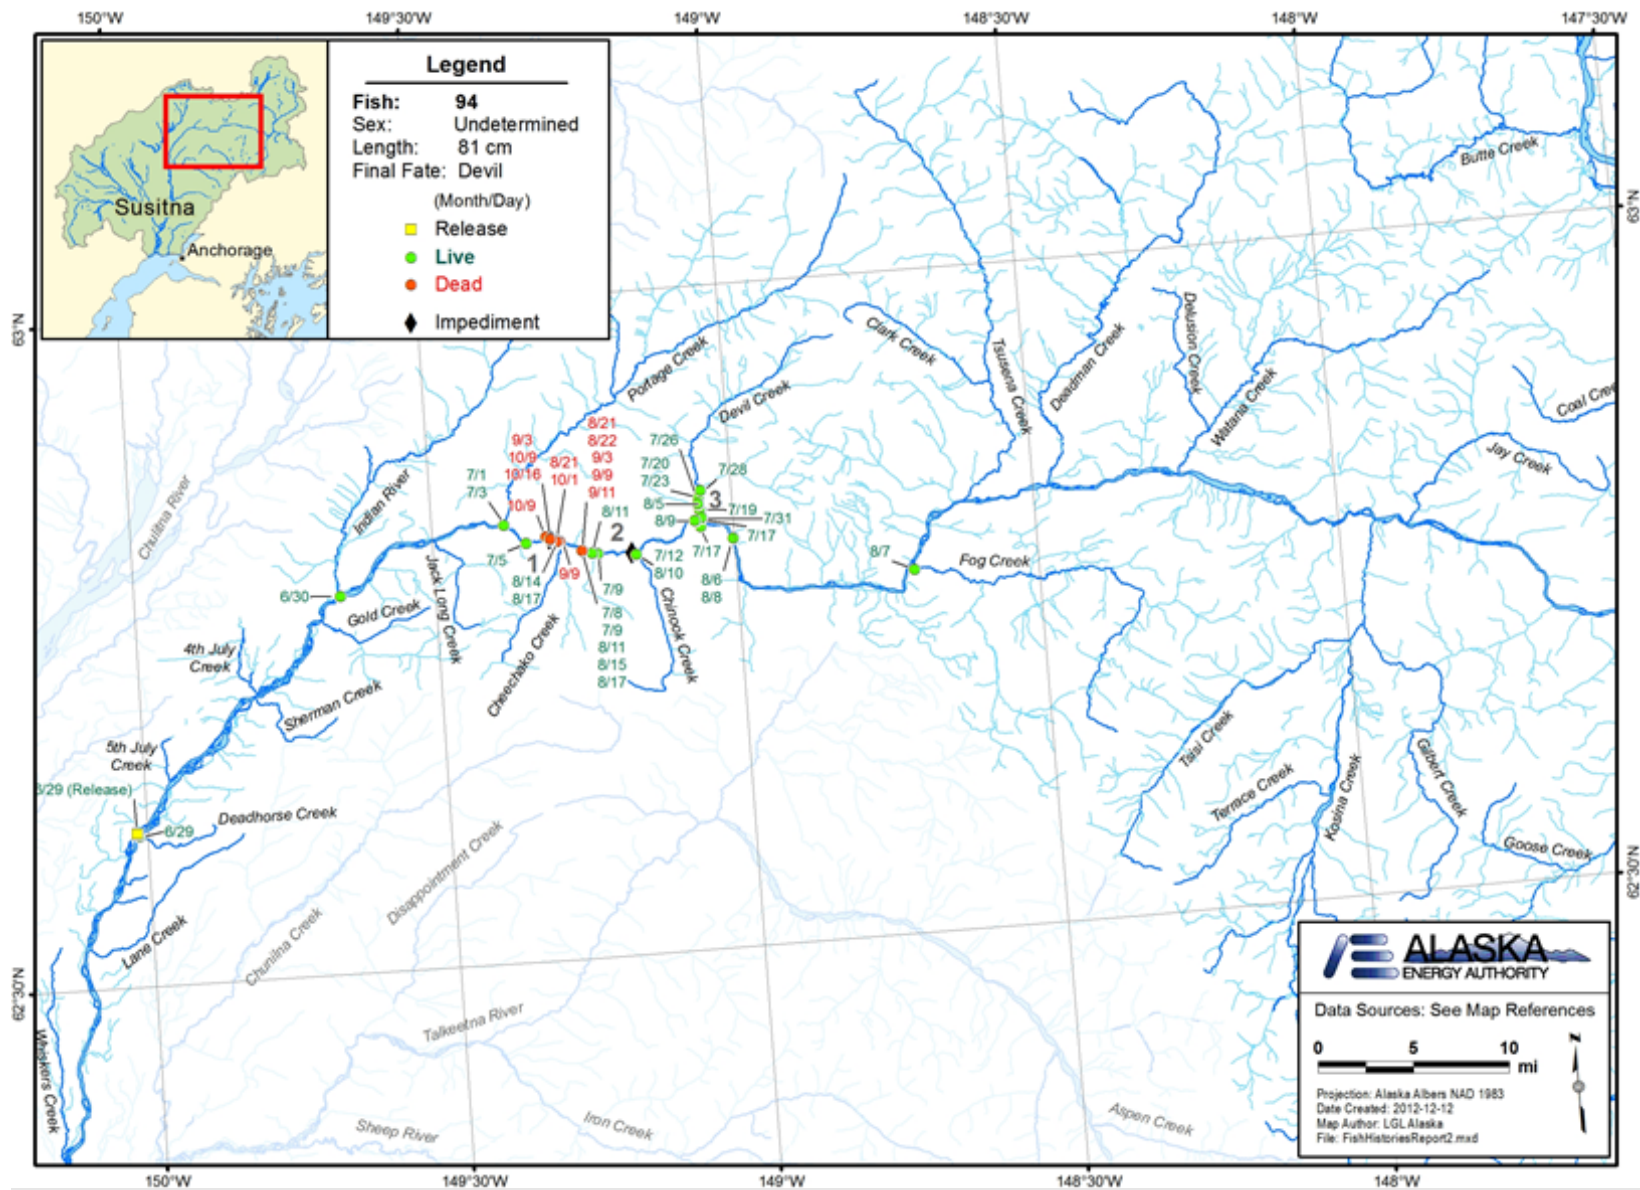 150°W
149°30'W
149°W
148°30'W
148°W
147°30'W
63°N
62°30'N
63°N
62°30'N
150°W
149°30'W
149°W
148°30'W
148°W
Susitna
Anchorage
Legend
Fish: 94
Sex: Undetermined
Length: 81 cm
Final Fate: Devil
(Month/Day)
Release
Live
Dead
Impediment
Butte Creek
Clark Creek
Tsusena Creek
Deadman Creek
Delusion Creek
Watana Creek
Coal Cree
Jay Creek
Portage Creek
Devil Creek
Indian River
Chulitna River
Jack Long Creek
Gold Creek
4th July
Creek
Sherman Creek
5th July
Creek
Deadhorse Creek
Lane Creek
Whiskers Creek
Chunilna Creek
Disappointment Creek
Talkeetna River
Sheep River
Iron Creek
Aspen Creek
Cheechako Creek
Chinook Creek
Fog Creek
Tsisi Creek
Terrace Creek
Kosina Creek
Gilbert Creek
Goose Creek
6/29 (Release)
6/29
6/30
7/1
7/3
7/5
9/3
10/9
10/16
10/9
8/21
10/1
8/21
8/22
9/3
9/9
9/11
8/11
9/9
8/14
8/17
7/9
7/8
7/9
8/11
8/15
8/17
7/12
8/10
7/26
7/20
7/23
8/5
8/9
7/28
7/19
7/31
7/17
7/17
8/6
8/8
8/7
1
2
3
ALASKA
ENERGY AUTHORITY
Data Sources: See Map References
0 5 10
mi
N
Projection: Alaska Albers NAD 1983
Date Created: 2012-12-12
Map Author: LGL Alaska
File: FishHistoriesReport2.mxd